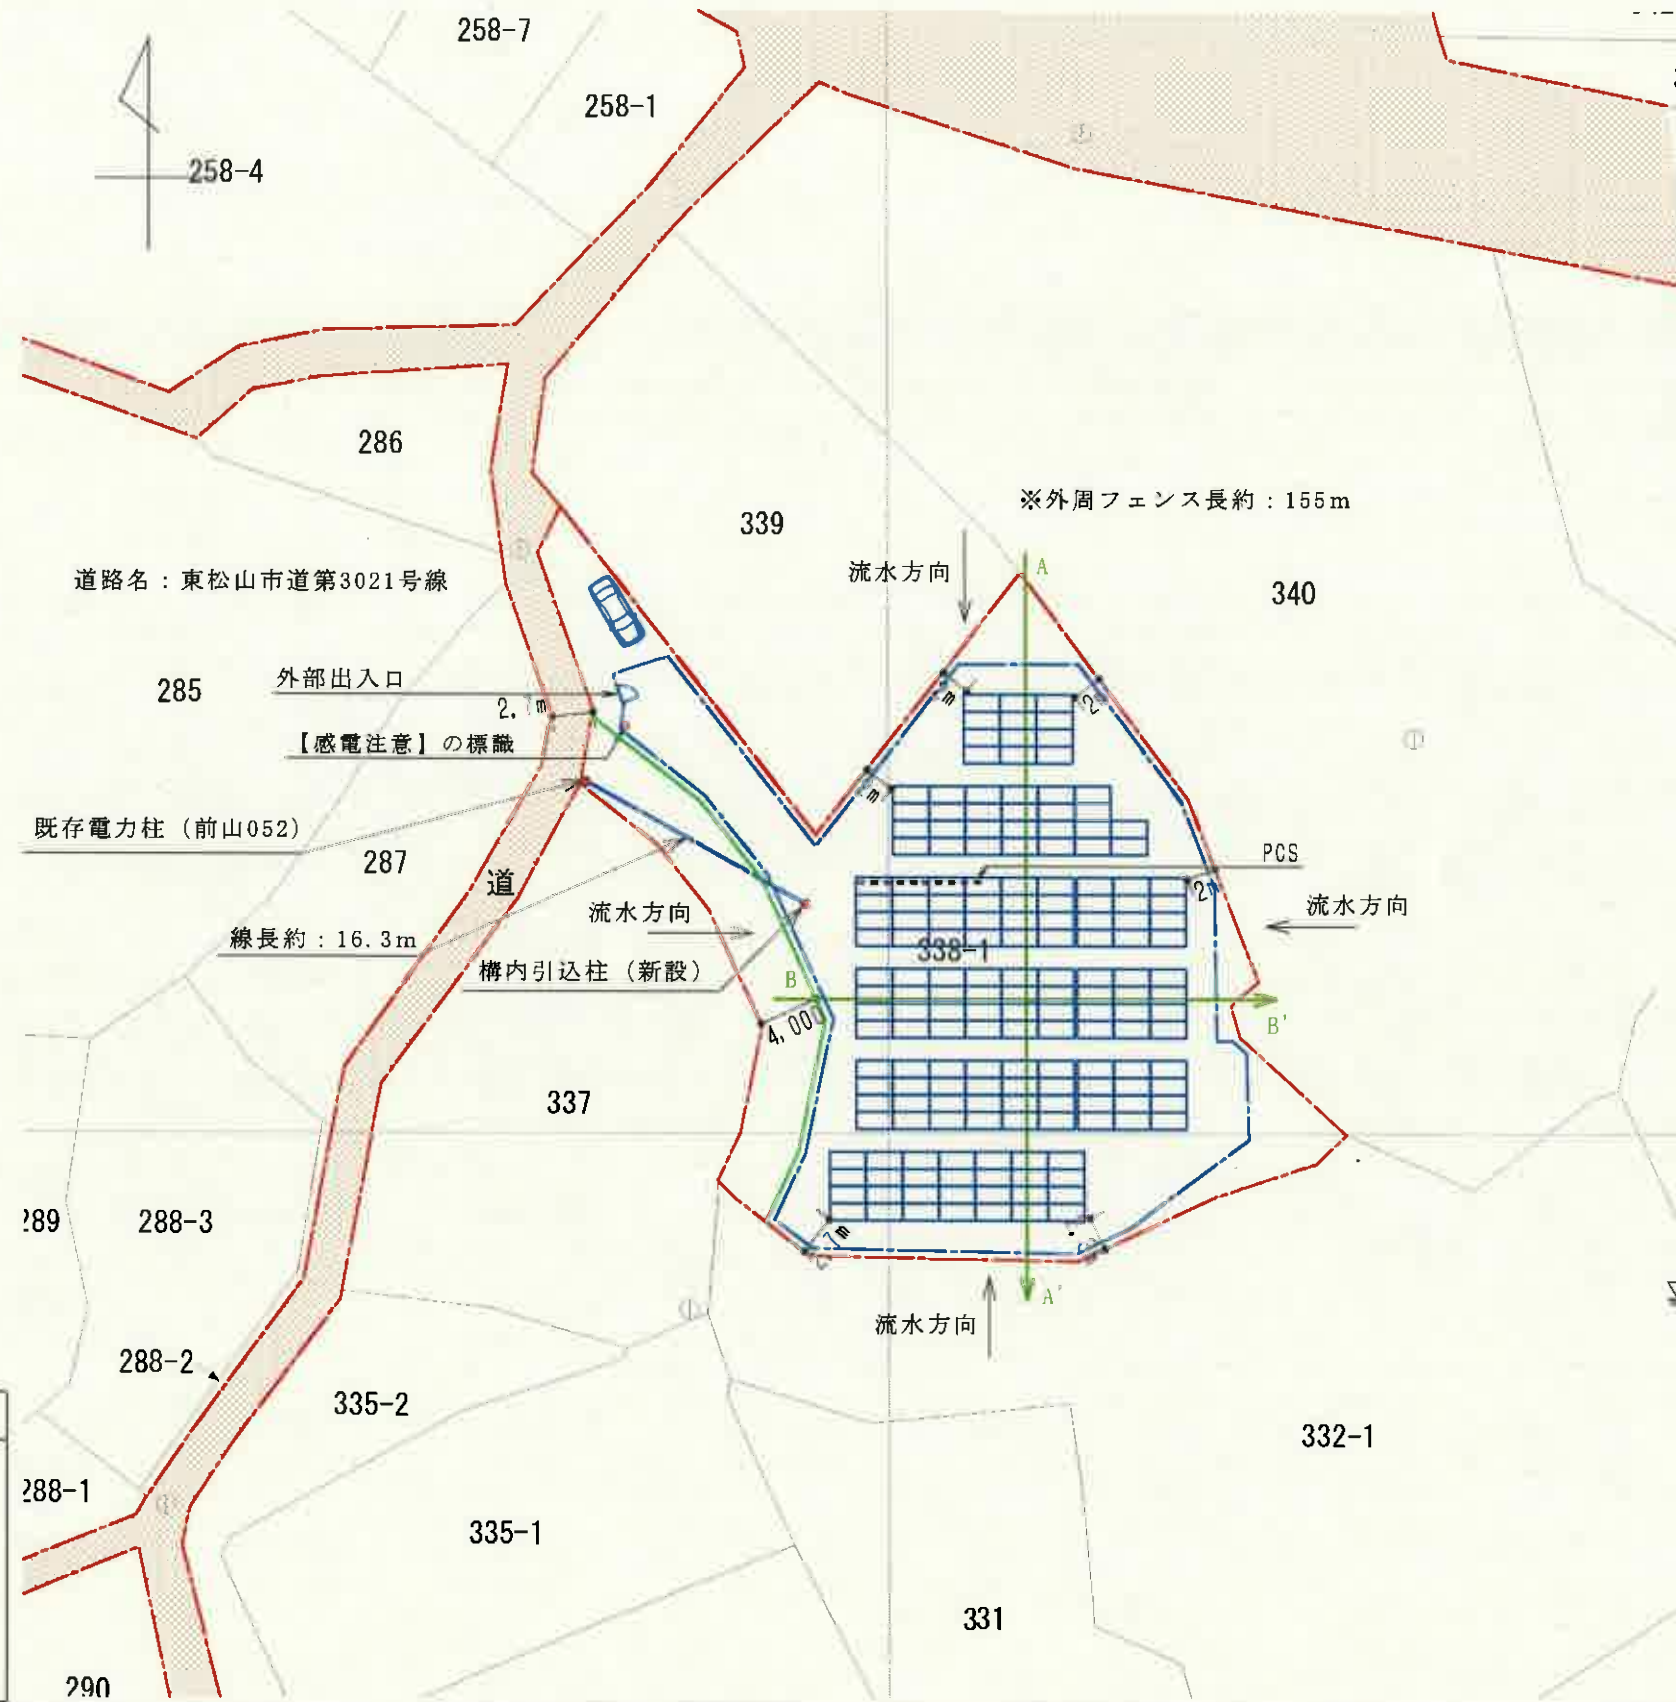 258-7
258-1
258-4
286
339
※外周フェンス長約：155m
流水方向
A
340
道路名：東松山市道第3021号線
285
外部出入口
【感電注意】の標識
既存電力柱（前山052）
287
道
PCS
2m
流水方向
流水方向
線長約：16.3m
338-1
構内引込柱（新設）
B
B'
4,000
337
289
288-3
A'
流水方向
288-2
335-2
332-1
288-1
335-1
331
290